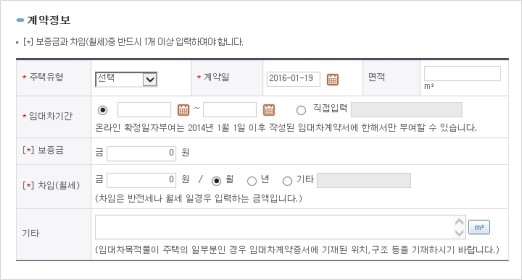 계약정보
• [*] 보증금과 차임(월세)중 반드시 1개 이상 입력하여야 합니다.
* 주택유형 선택 * 계약일 2016-01-19 면적 m²
* 임대차기간 ~ 직접입력
온라인 확정일자부여는 2014년 1월 1일 이후 작성된 임대차계약서에 한해서만 부여할 수 있습니다.
[*] 보증금 금 0 원
[*] 차임(월세) 금 0 원 / 월 년 기타
(차임은 반전세나 월세 일경우 입력하는 금액입니다.)
기타 m²
(임대차목적물이 주택의 일부분인 경우 임대차계약증서에 기재된 위치,구조 등를 기재하시기 바랍니다.)